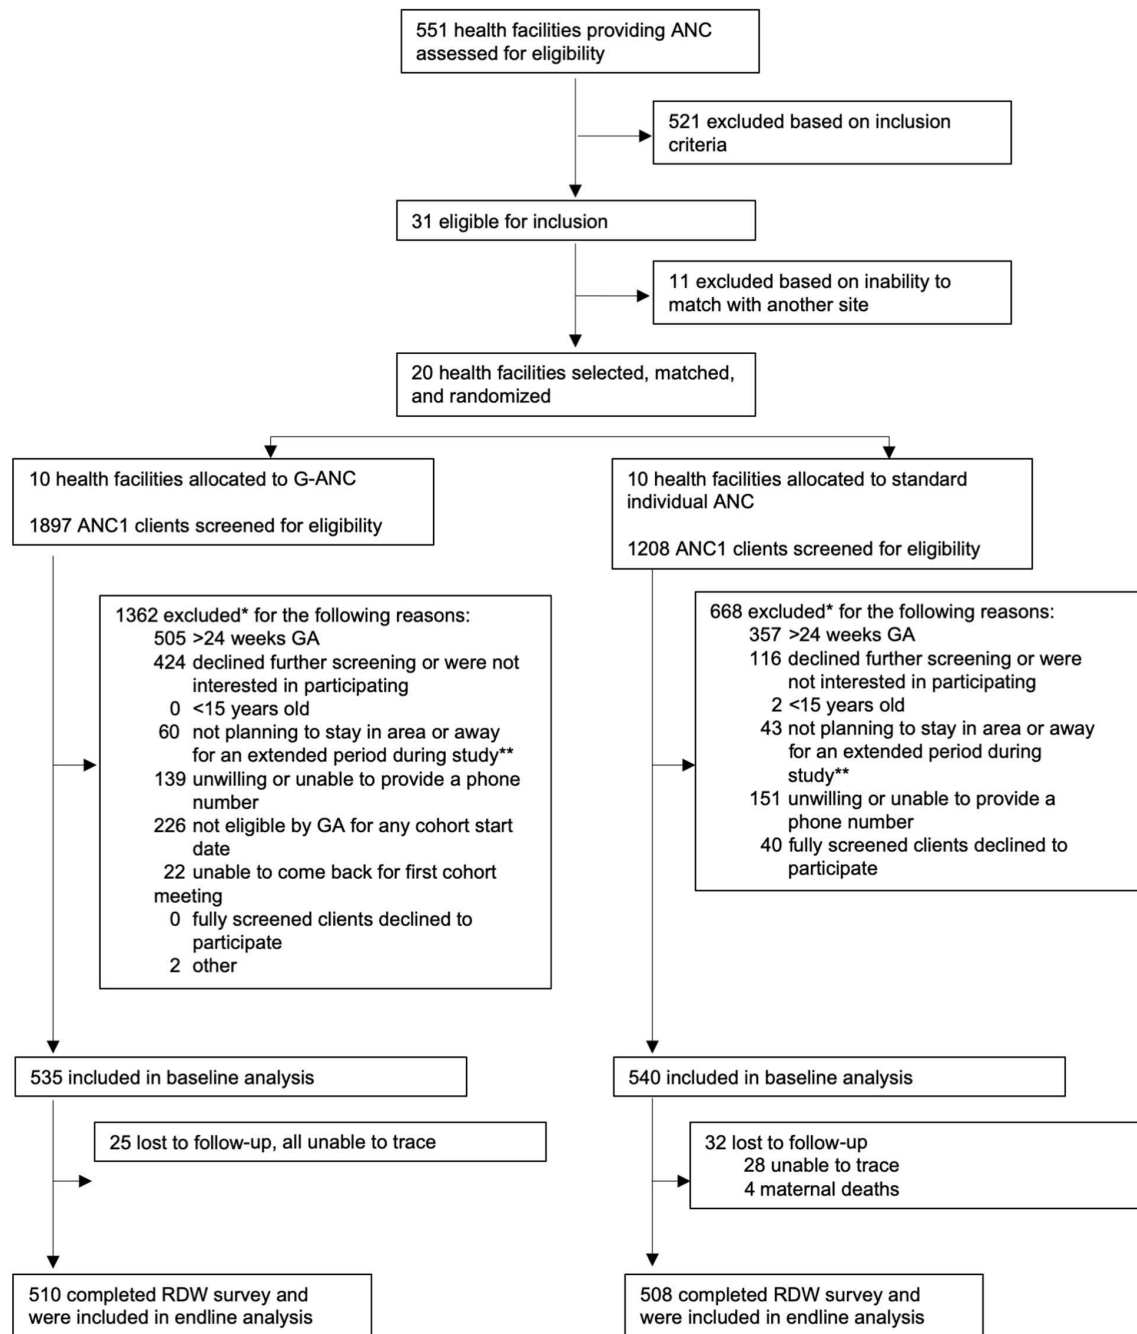 551 health facilities providing ANC
assessed for eligibility
521 excluded based on inclusion
criteria
31 eligible for inclusion
11 excluded based on inability to
match with another site
20 health facilities selected, matched,
and randomized
10 health facilities allocated to G-ANC
1897 ANC1 clients screened for eligibility
10 health facilities allocated to standard
individual ANC
1208 ANC1 clients screened for eligibility
1362 excluded* for the following reasons:
505 >24 weeks GA
424 declined further screening or were not
interested in participating
0 <15 years old
60 not planning to stay in area or away
for an extended period during study**
139 unwilling or unable to provide a phone
number
226 not eligible by GA for any cohort start
date
22 unable to come back for first cohort
meeting
0 fully screened clients declined to
participate
2 other
668 excluded* for the following reasons:
357 >24 weeks GA
116 declined further screening or were
not interested in participating
2 <15 years old
43 not planning to stay in area or away
for an extended period during
study**
151 unwilling or unable to provide a
phone number
40 fully screened clients declined to
participate
535 included in baseline analysis
540 included in baseline analysis
25 lost to follow-up, all unable to trace
32 lost to follow-up
28 unable to trace
4 maternal deaths
510 completed RDW survey and
were included in endline analysis
508 completed RDW survey and
were included in endline analysis